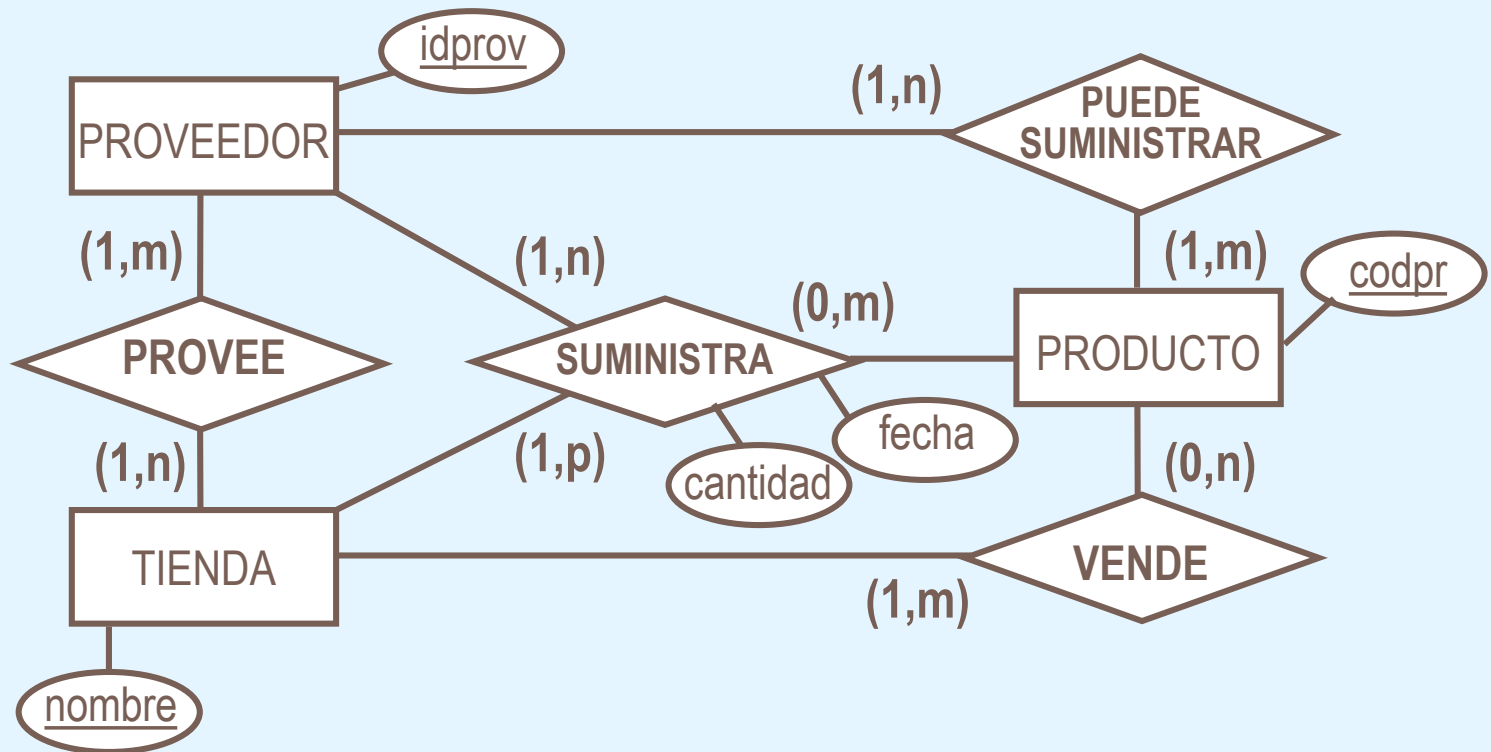 idprov
(1,n)
PUEDE
SUMINISTRAR
PROVEEDOR
(1,m)
(1,n)
(1,m)
codpr
(0,m)
PROVEE
SUMINISTRA
PRODUCTO
fecha
(1,n)
(1,p)
(0,n)
cantidad
TIENDA
VENDE
(1,m)
nombre